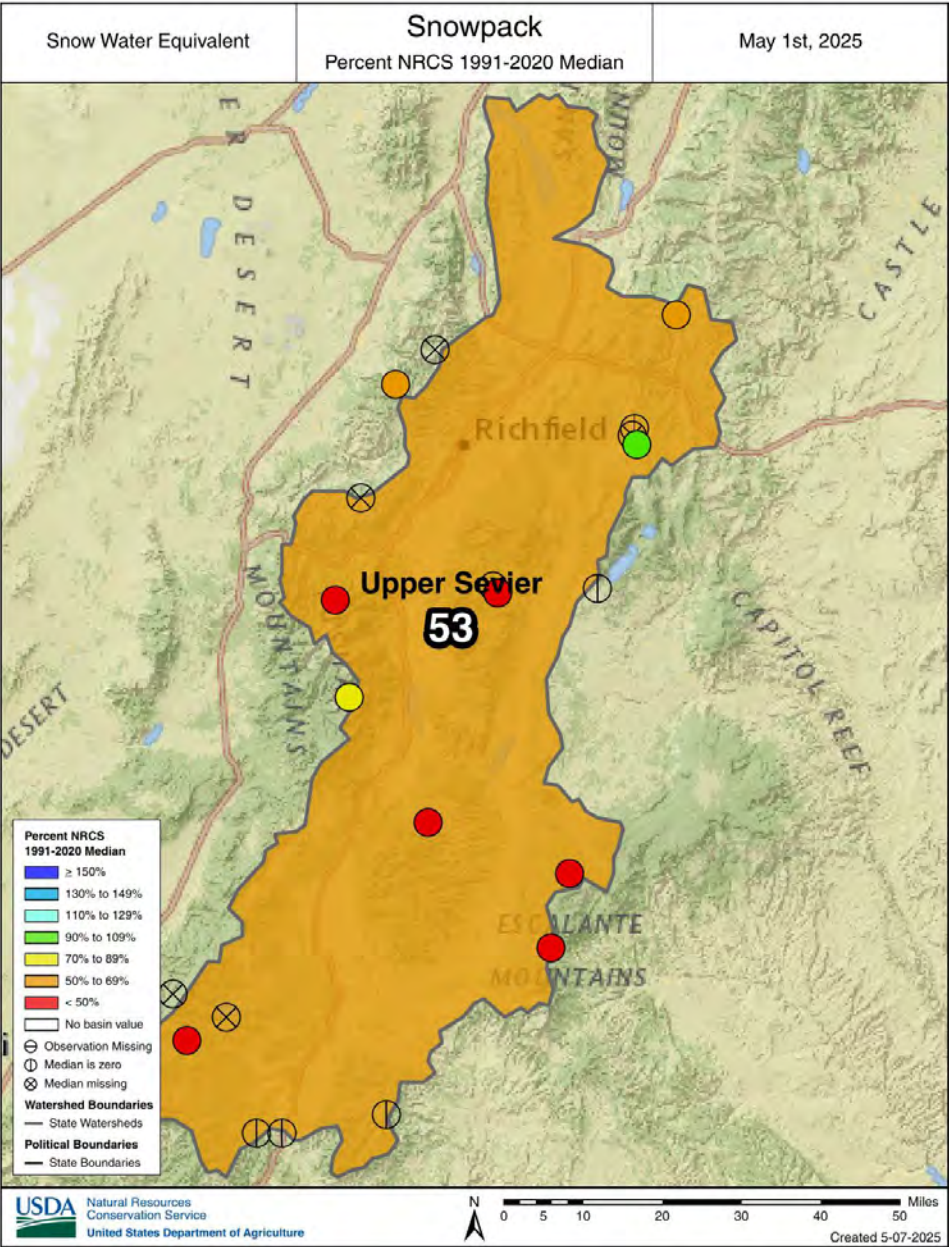 Snow Water Equivalent
Snowpack
Percent NRCS 1991-2020 Median
May 1st, 2025
E R
DESERT
SAN
MOUN
CASTLE
Richfield
Upper Sevier
53
MOUNTAINS
CAPITOL REEF
DESERT
ESCALANTE
MOUNTAINS
Percent NRCS
1991-2020 Median
≥ 150%
130% to 149%
110% to 129%
90% to 109%
70% to 89%
50% to 69%
< 50%
No basin value
Observation Missing
Median is zero
Median missing
Watershed Boundaries
State Watersheds
Political Boundaries
State Boundaries
USDA
Natural Resources
Conservation Service
United States Department of Agriculture
N
Miles
0 5 10 20 30 40 50
Created 5-07-2025